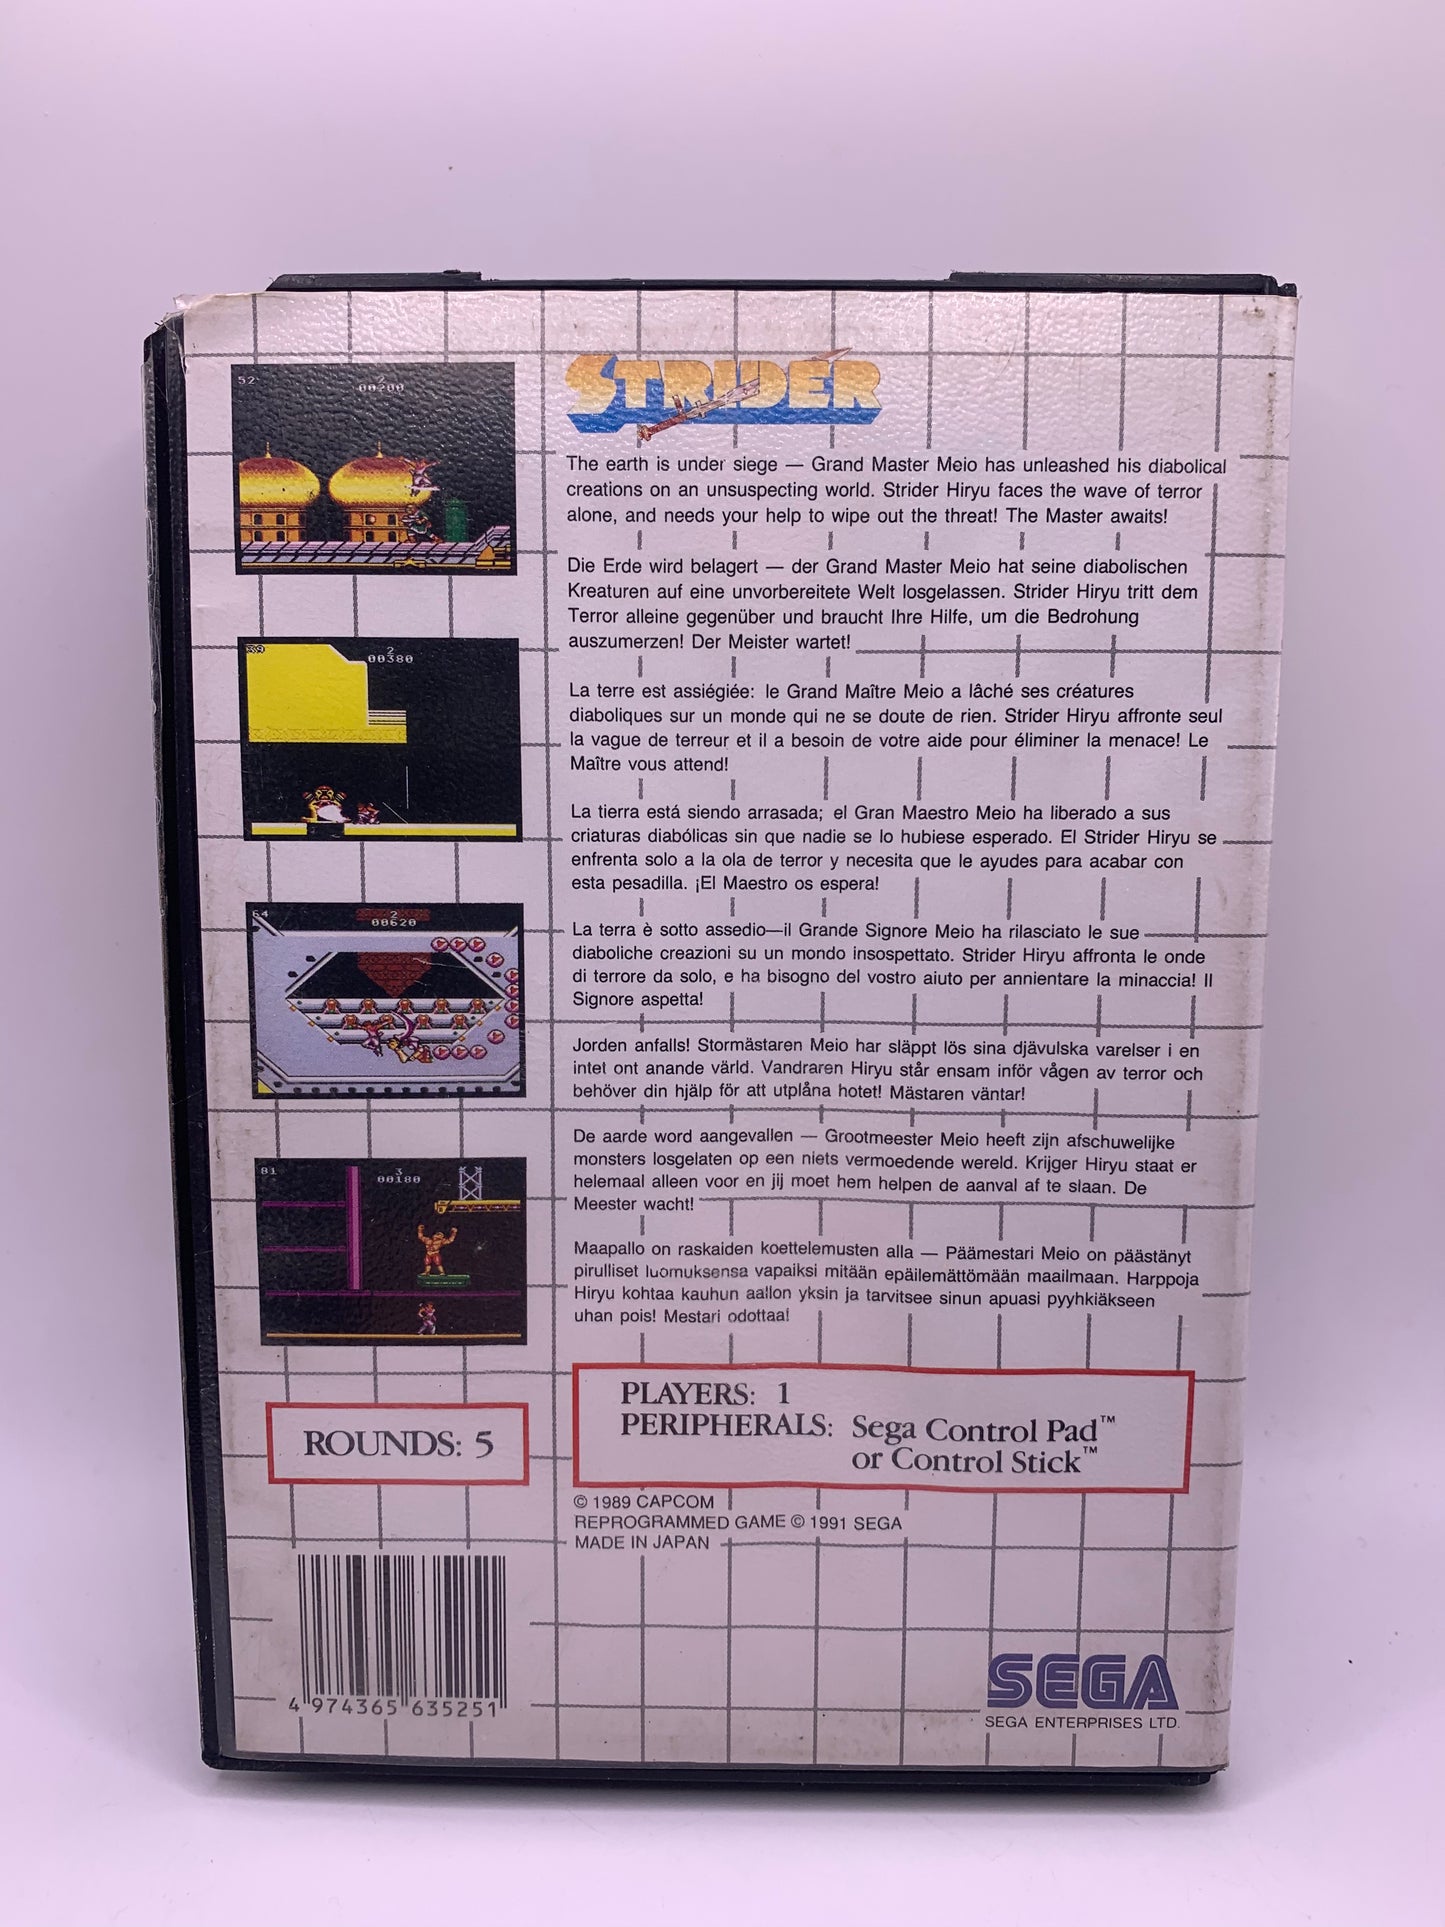 STRIDER
The earth is under siege — Grand Master Meio has unleashed his diabolical
creations on an unsuspecting world. Strider Hiryu faces the wave of terror
alone, and needs your help to wipe out the threat! The Master awaits!
Die Erde wird belagert — der Grand Master Meio hat seine diabolischen
Kreaturen auf eine unvorbereitete Welt losgelassen. Strider Hiryu tritt dem
Terror alleine gegenüber und braucht Ihre Hilfe, um die Bedrohung
auszumerzen! Der Meister wartet!
La terre est assiégiée: le Grand Maître Meio a lâché ses créatures
diaboliques sur un monde qui ne se doute de rien. Strider Hiryu affronte seul
la vague de terreur et il a besoin de votre aide pour éliminer la menace! Le
Maître vous attend!
La tierra está siendo arrasada; el Gran Maestro Meio ha liberado a sus
criaturas diabólicas sin que nadie se lo hubiese esperado. El Strider Hiryu se
enfrenta solo a la ola de terror y necesita que le ayudes para acabar con
esta pesadilla. ¡El Maestro os espera!
La terra è sotto assedio—il Grande Signore Meio ha rilasciato le sue
diaboliche creazioni su un mondo insospettato. Strider Hiryu affronta le onde
di terrore da solo, e ha bisogno del vostro aiuto per annientare la minaccia! Il
Signore aspetta!
Jorden anfalls! Stormästaren Meio har släppt lös sina djävulska varelser i en
intet ont anande värld. Vandraren Hiryu står ensam inför vågen av terror och
behöver din hjälp för att utplåna hotet! Mästaren väntar!
De aarde word aangevallen — Grootmeester Meio heeft zijn afschuwelijke
monsters losgelaten op een niets vermoedende wereld. Krijger Hiryu staat er
helemaal alleen voor en jij moet hem helpen de aanval af te slaan. De
Meester wacht!
Maapallo on raskaiden koettelemusten alla — Päämestari Meio on päästänyt
pirulliset luomuksensa vapaiksi mitään epäilemättömään maailmaan. Harppoja
Hiryu kohtaa kauhun aallon yksin ja tarvitsee sinun apuasi pyyhkiäkseen
uhan pois! Mestari odottaa!
52
2
00200
2
00380
64
2
00620
81
3
00180
ROUNDS: 5
PLAYERS: 1
PERIPHERALS: Sega Control Pad™
or Control Stick™
© 1989 CAPCOM
REPROGRAMMED GAME © 1991 SEGA
MADE IN JAPAN
4 974365 635251
SEGA
SEGA ENTERPRISES LTD.